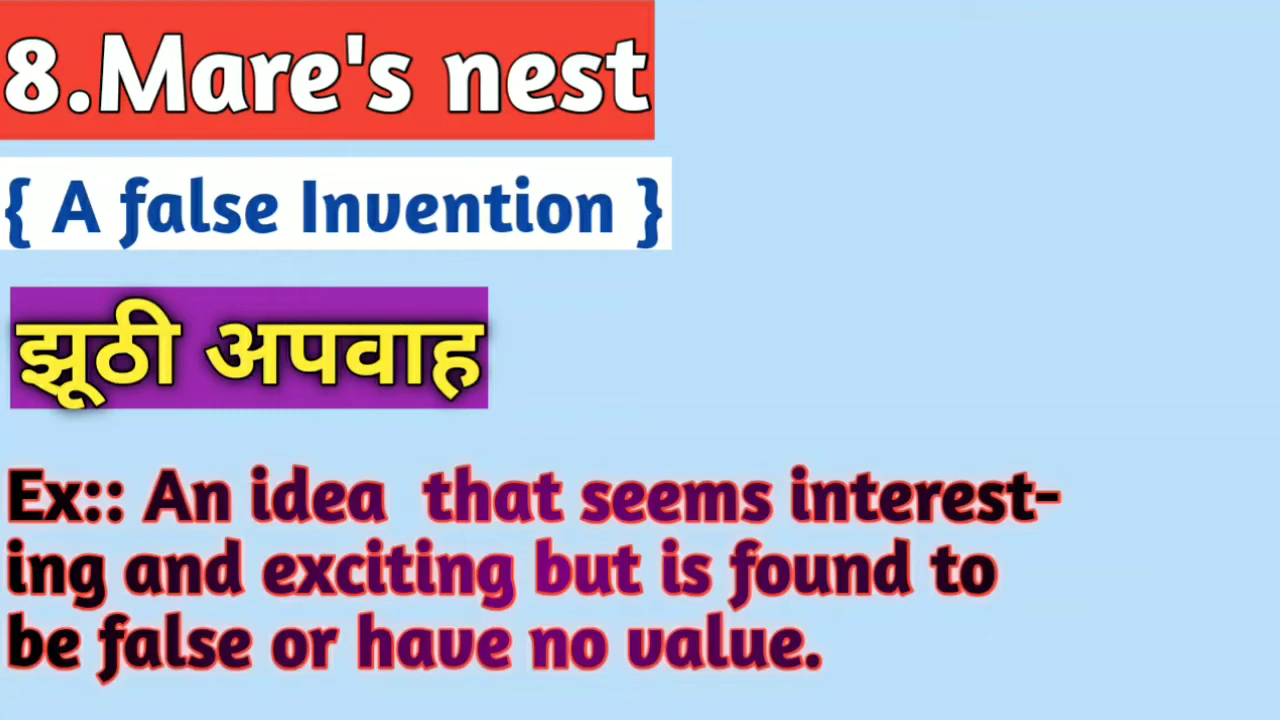 8.Mare's nest
{ A false Invention }
झूठी अपवाह
Ex:: An idea that seems interest-
ing and exciting but is found to
be false or have no value.